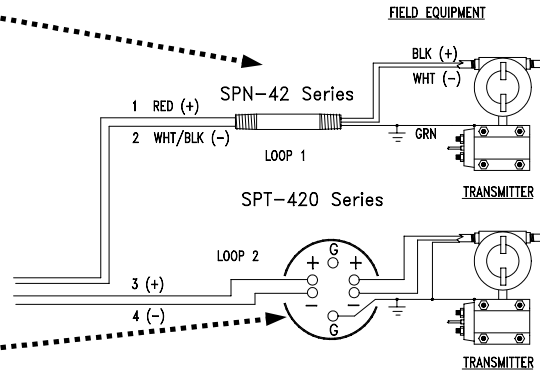 FIELD EQUIPMENT
BLK (+)
WHT (-)
SPN-42 Series
1 RED (+)
2 WHT/BLK (-)
GRN
LOOP 1
TRANSMITTER
SPT-420 Series
LOOP 2
G
+ +
3 (+)
- -
4 (-)
G
TRANSMITTER